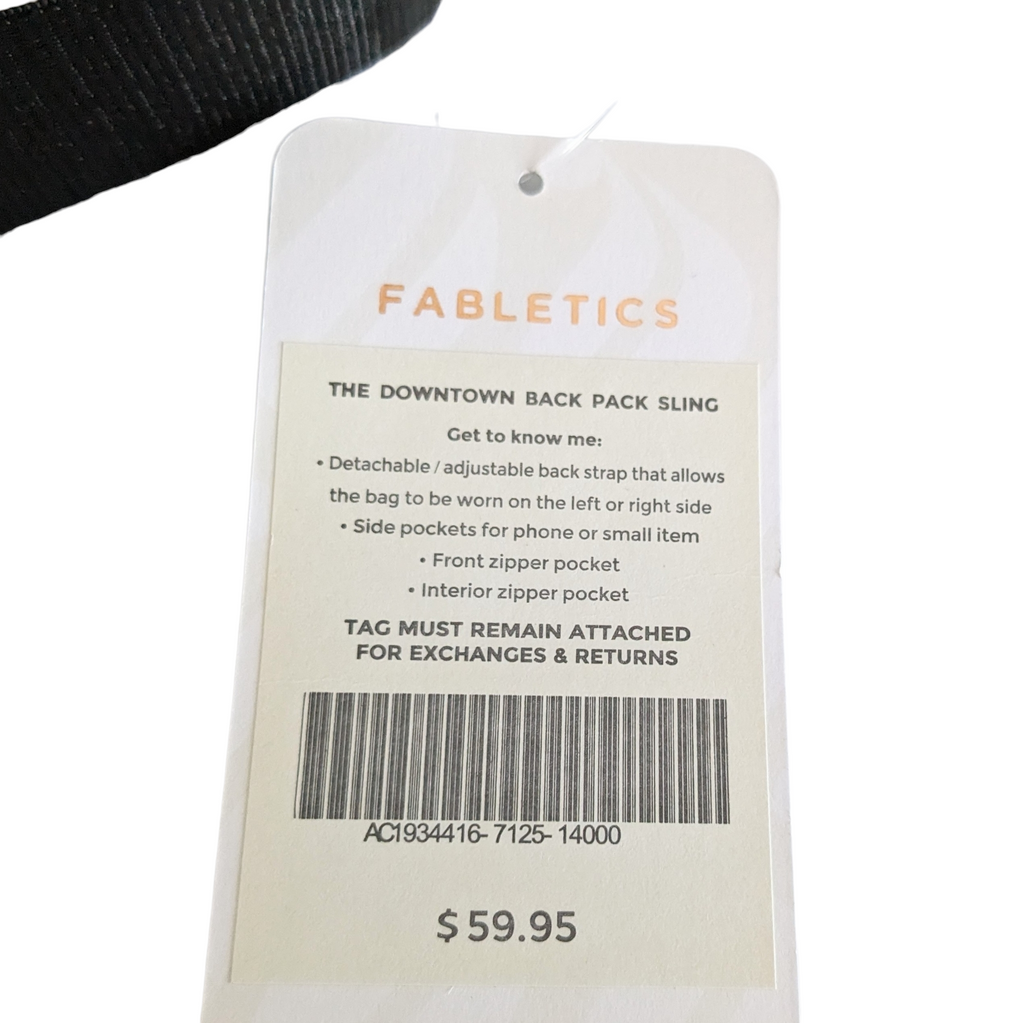 FABLETICS
THE DOWNTOWN BACK PACK SLING
Get to know me:
• Detachable / adjustable back strap that allows
the bag to be worn on the left or right side
• Side pockets for phone or small item
• Front zipper pocket
• Interior zipper pocket
TAG MUST REMAIN ATTACHED
FOR EXCHANGES & RETURNS
AC1934416- 7125- 14000
$ 59.95